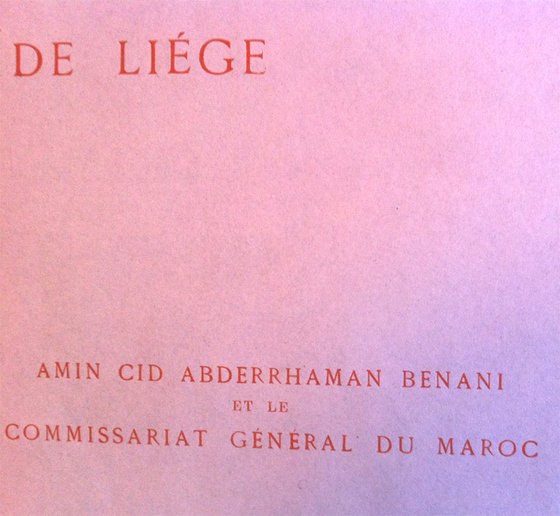 DE LIÉGE
AMIN CID ABDERRHAMAN BENANI
ET LE
COMMISSARIAT GÉNÉRAL DU MAROC